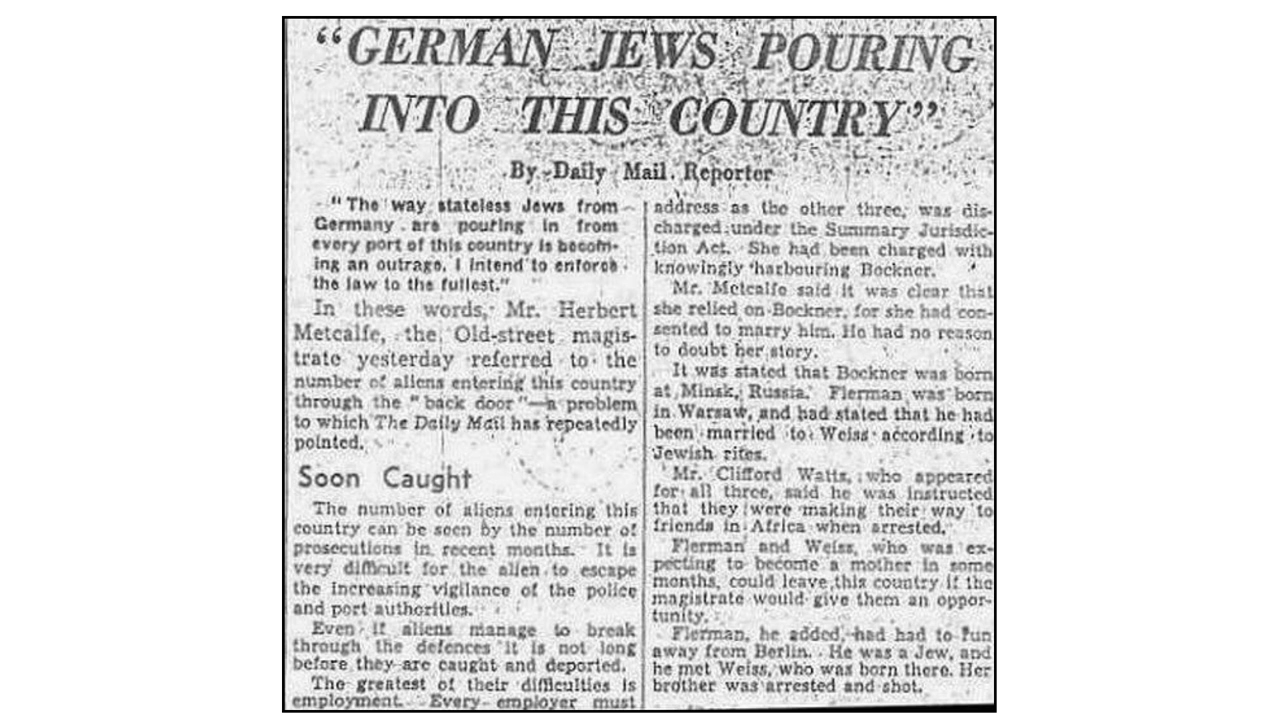 "GERMAN JEWS POURING
INTO THIS COUNTRY"
By Daily Mail Reporter
"The way stateless Jews from
Germany are pouring in from
every port of this country is becom-
ing an outrage. I intend to enforce
the law to the fullest."
In these words, Mr. Herbert
Metcalfe, the Old-street magis-
trate yesterday referred to the
number of aliens entering this country
through the "back door"—a problem
to which The Daily Mail has repeatedly
pointed.
Soon Caught
The number of aliens entering this
country can be seen by the number of
prosecutions in recent months. It is
very difficult for the alien to escape
the increasing vigilance of the police
and port authorities.
Even if aliens manage to break
through the defences it is not long
before they are caught and deported.
The greatest of their difficulties is
employment. Every employer must
address as the other three, was dis-
charged under the Summary Jurisdic-
tion Act. She had been charged with
knowingly harbouring Bockner.
Mr. Metcalfe said it was clear that
she relied on Bockner, for she had con-
sented to marry him. He had no reason
to doubt her story.
It was stated that Bockner was born
at Minsk, Russia. Flerman was born
in Warsaw, and had stated that he had
been married to Weiss according to
Jewish rites.
Mr. Clifford Watts, who appeared
for all three, said he was instructed
that they were making their way to
friends in Africa when arrested.
Flerman and Weiss, who was ex-
pecting to become a mother in some
months, could leave this country if the
magistrate would give them an oppor-
tunity.
Flerman, he added, had had to run
away from Berlin. He was a Jew, and
he met Weiss, who was born there. Her
brother was arrested and shot.